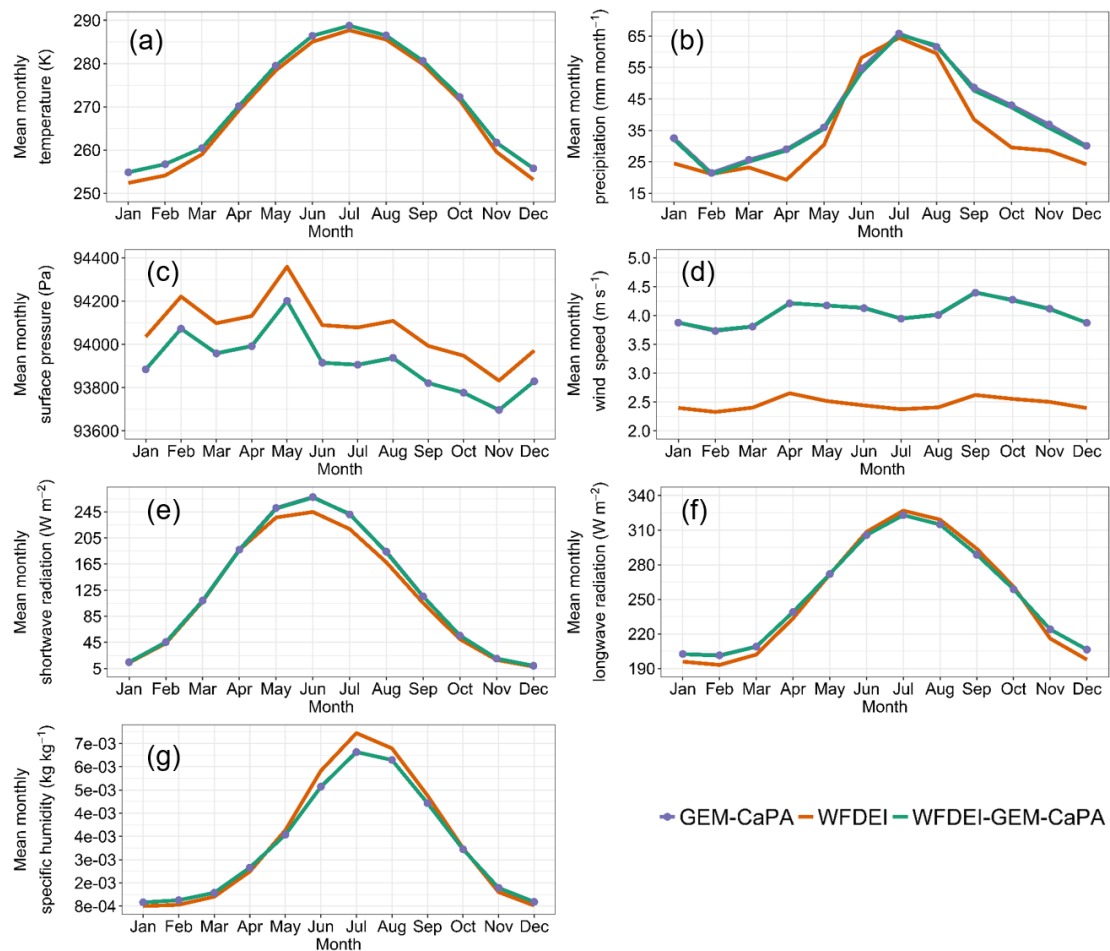 (a)
Mean monthly
temperature (K)
290
280
270
260
250
Jan Feb Mar Apr May Jun Jul Aug Sep Oct Nov Dec
Month
(b)
Mean monthly
precipitation (mm month⁻¹)
65
55
45
35
25
15
Jan Feb Mar Apr May Jun Jul Aug Sep Oct Nov Dec
Month
(c)
Mean monthly
surface pressure (Pa)
94400
94200
94000
93800
93600
Jan Feb Mar Apr May Jun Jul Aug Sep Oct Nov Dec
Month
(d)
Mean monthly
wind speed (m s⁻¹)
5.0
4.5
4.0
3.5
3.0
2.5
2.0
Jan Feb Mar Apr May Jun Jul Aug Sep Oct Nov Dec
Month
(e)
Mean monthly
shortwave radiation (W m⁻²)
245
205
165
125
85
45
5
Jan Feb Mar Apr May Jun Jul Aug Sep Oct Nov Dec
Month
(f)
Mean monthly
longwave radiation (W m⁻²)
340
310
280
250
220
190
Jan Feb Mar Apr May Jun Jul Aug Sep Oct Nov Dec
Month
(g)
Mean monthly
specific humidity (kg kg⁻¹)
7e-03
6e-03
6e-03
4e-03
4e-03
3e-03
2e-03
8e-04
Jan Feb Mar Apr May Jun Jul Aug Sep Oct Nov Dec
Month
GEM-CaPA WFDEI WFDEI-GEM-CaPA